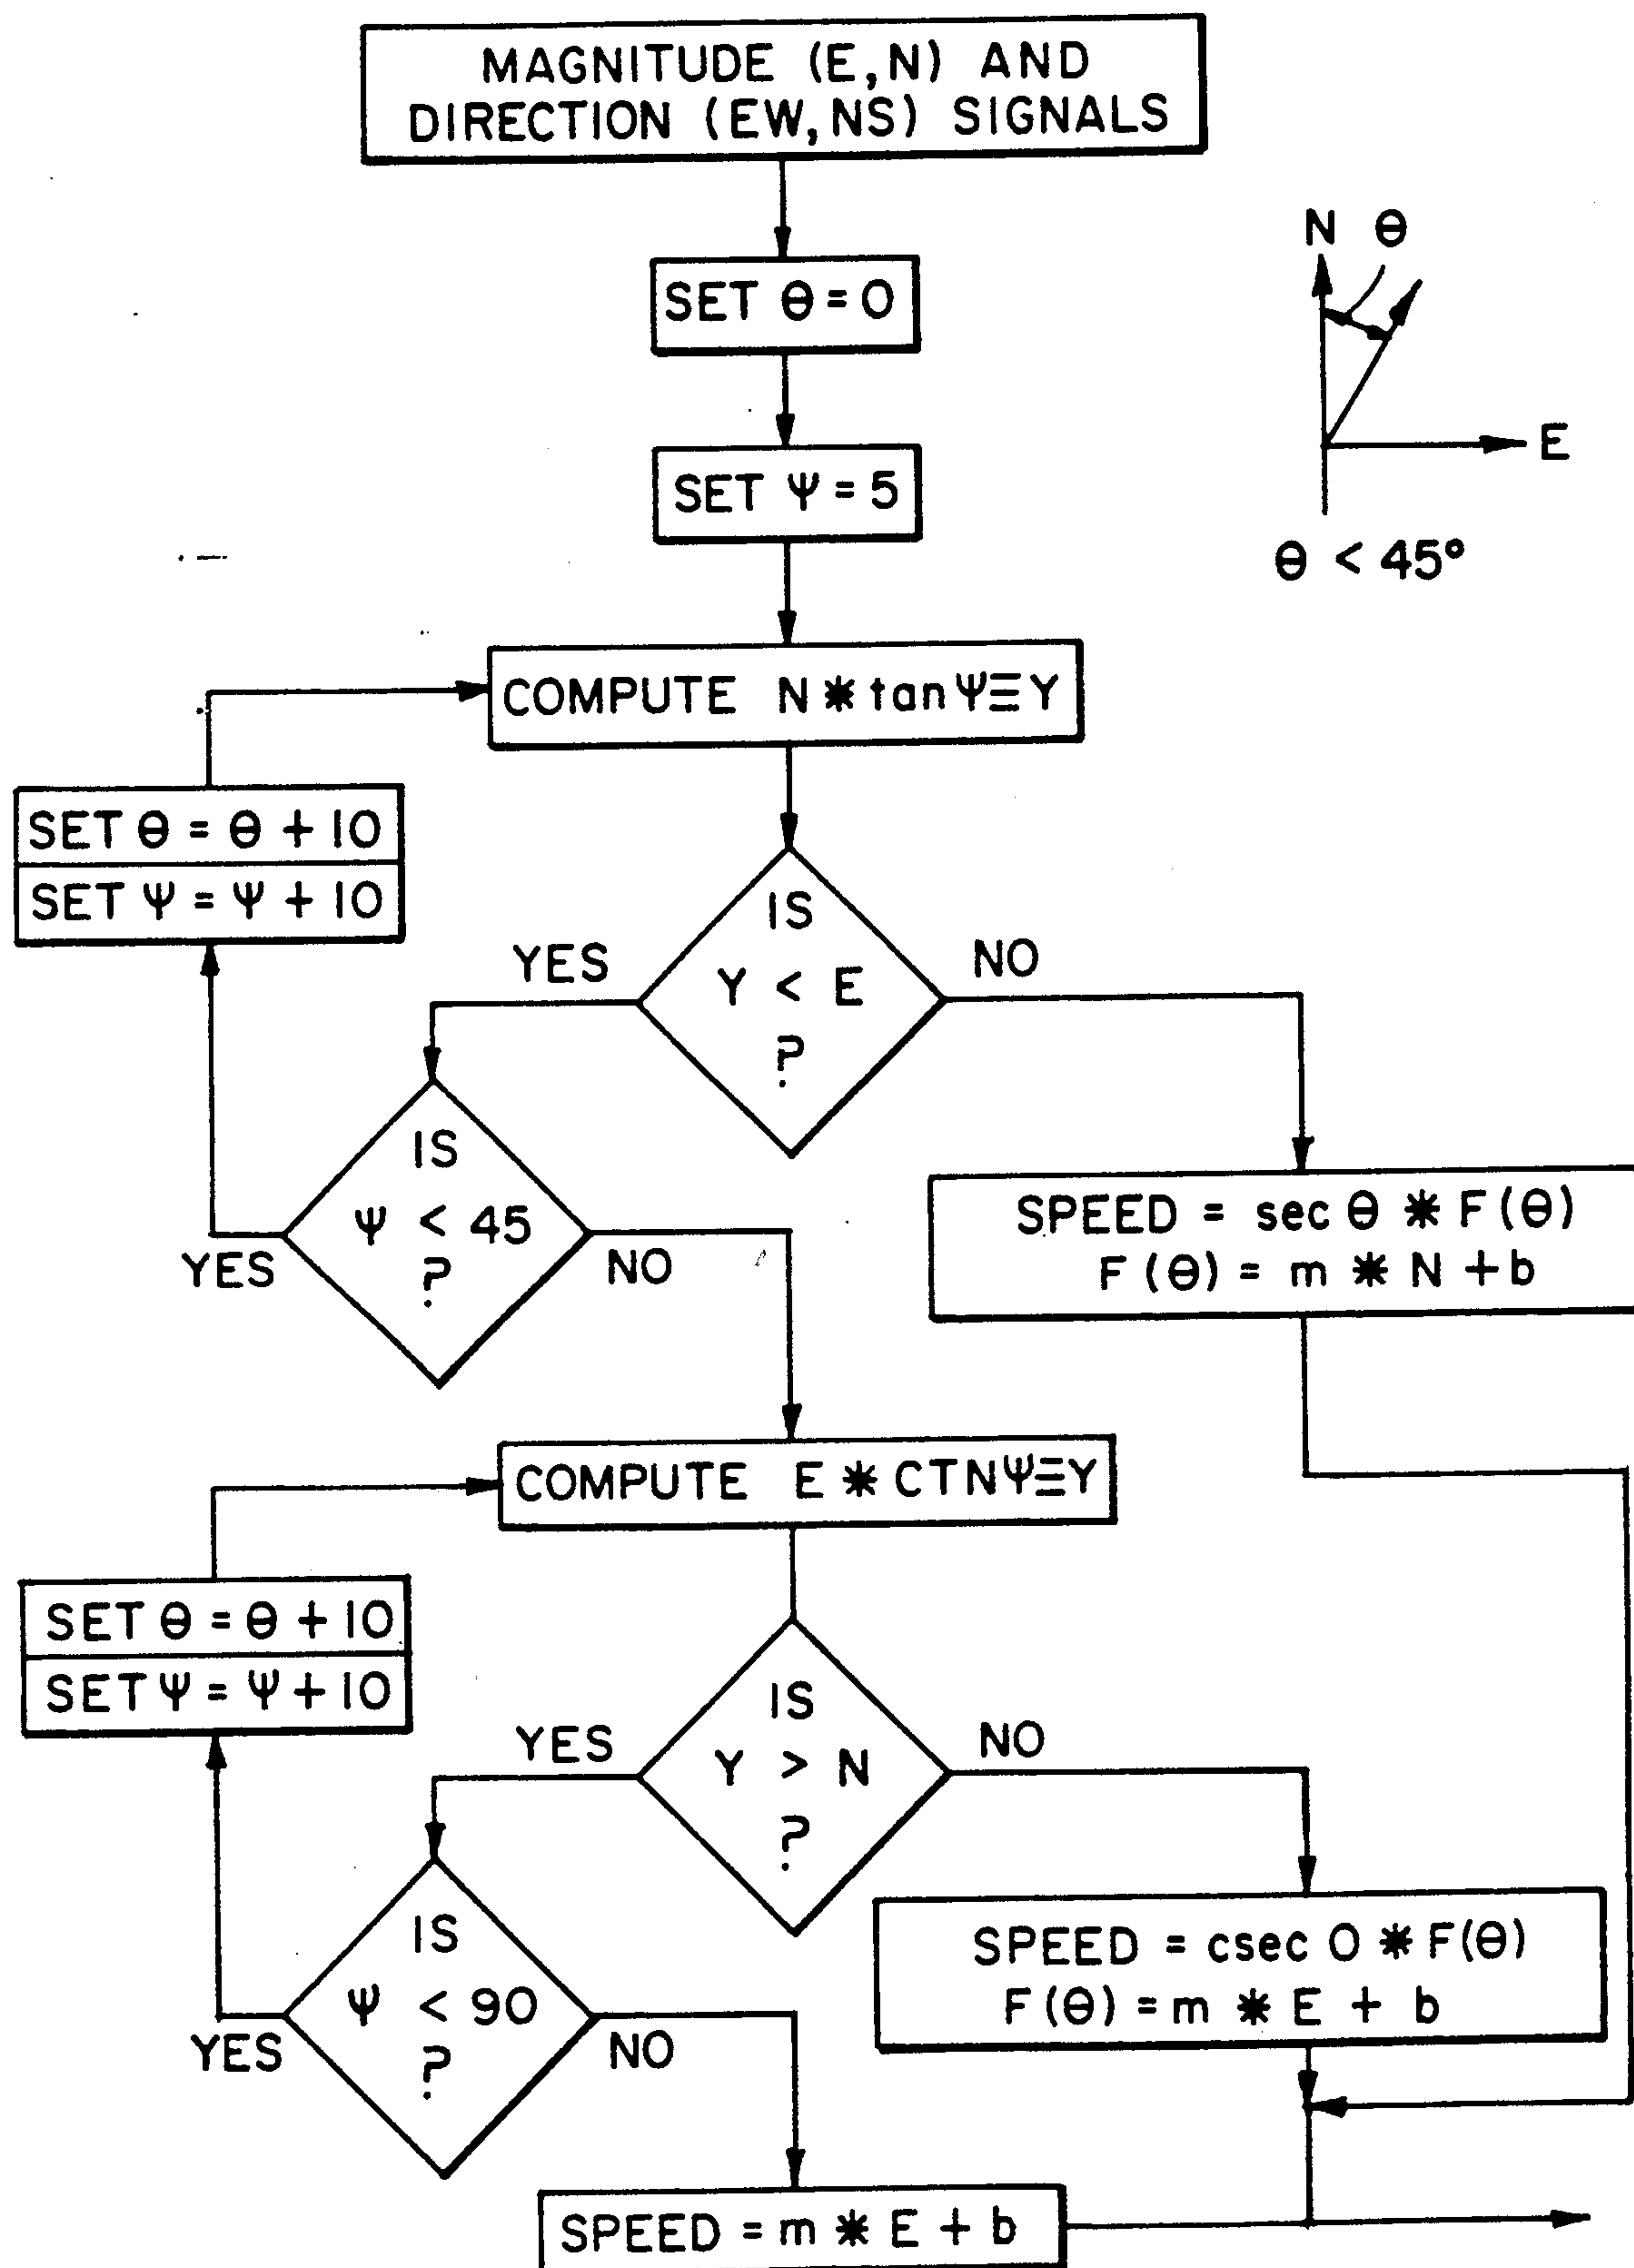 MAGNITUDE (E,N) AND
DIRECTION (EW,NS) SIGNALS
N θ
E
θ < 45°
SET θ = 0
SET Ψ = 5
COMPUTE N * tan Ψ ≡ Y
SET θ = θ + 10
SET Ψ = Ψ + 10
IS
Y < E
?
YES
NO
IS
Ψ < 45
?
YES
NO
SPEED = sec θ * F(θ)
F(θ) = m * N + b
COMPUTE E * CTN Ψ ≡ Y
SET θ = θ + 10
SET Ψ = Ψ + 10
IS
Y > N
?
YES
NO
IS
Ψ < 90
?
YES
NO
SPEED = csec 0 * F(θ)
F(θ) = m * E + b
SPEED = m * E + b